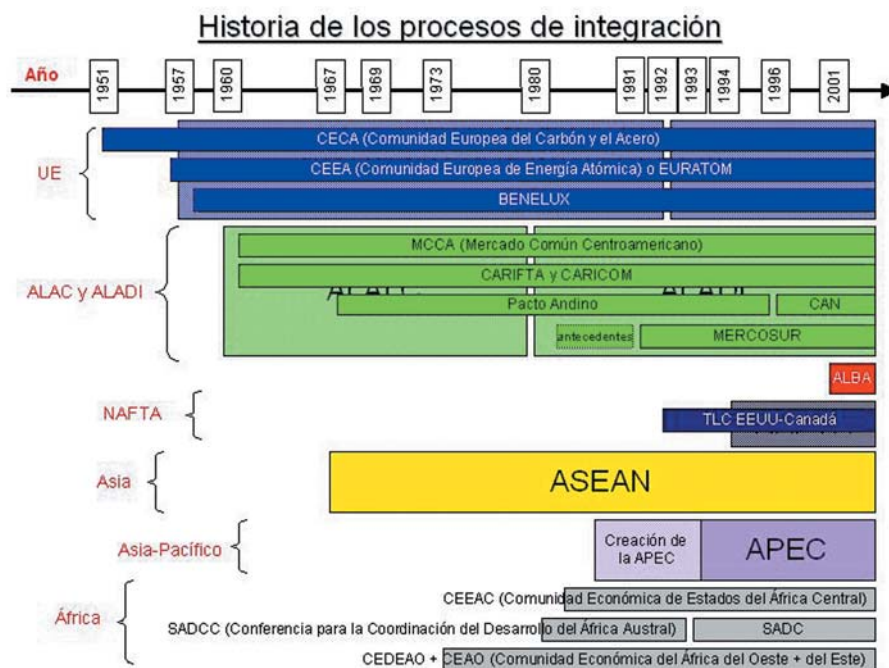 Historia de los procesos de integración
Año
1951
1957
1960
1967
1969
1973
1980
1991
1992
1993
1994
1996
2001
UE
CECA (Comunidad Europea del Carbón y el Acero)
CEEA (Comunidad Europea de Energía Atómica) o EURATOM
BENELUX
ALAC y ALADI
MCCA (Mercado Común Centroamericano)
CARIFTA y CARICOM
Pacto Andino
CAN
antecedentes
MERCOSUR
ALBA
NAFTA
TLC EEUU-Canadá
Asia
ASEAN
Asia-Pacífico
Creación de
la APEC
APEC
África
CEEAC (Comunidad Económica de Estados del África Central)
SADCC (Conferencia para la Coordinación del Desarrollo del África Austral)
SADC
CEDEAO + CEAO (Comunidad Económica del África del Oeste + del Este)